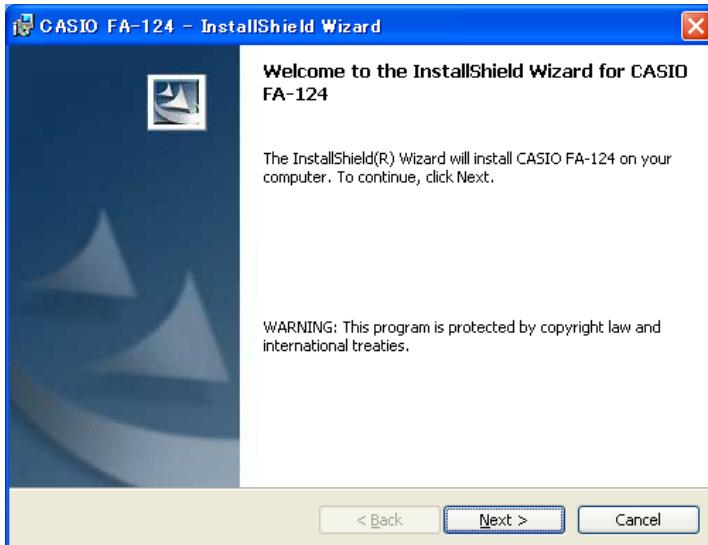 CASIO FA-124 - InstallShield Wizard
Welcome to the InstallShield Wizard for CASIO
FA-124
The InstallShield(R) Wizard will install CASIO FA-124 on your
computer. To continue, click Next.
WARNING: This program is protected by copyright law and
international treaties.
< Back
Next >
Cancel